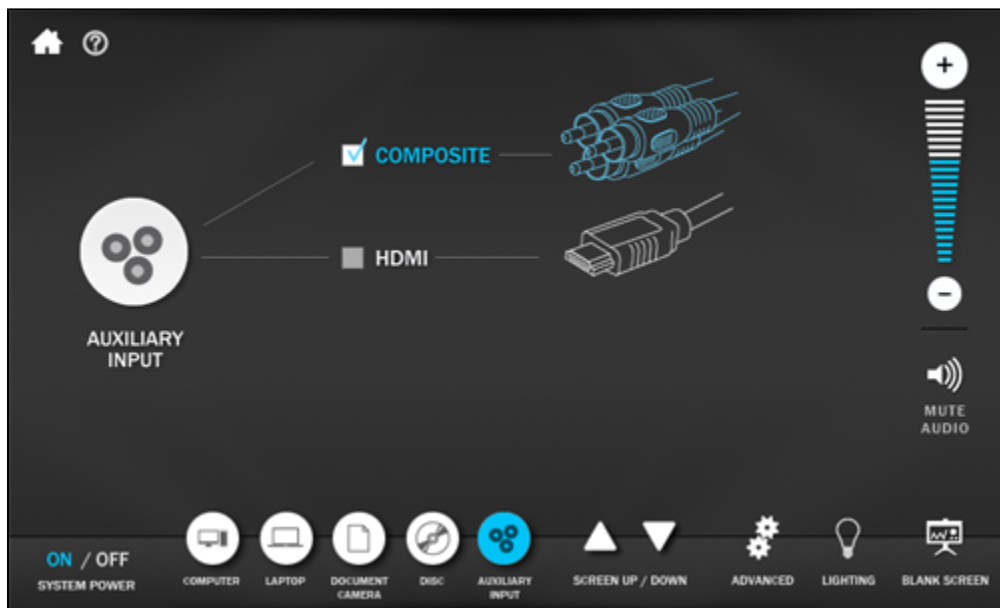 COMPOSITE
HDMI
AUXILIARY
INPUT
MUTE
AUDIO
ON / OFF
SYSTEM POWER
COMPUTER
LAPTOP
DOCUMENT
CAMERA
DISC
AUXILIARY
INPUT
SCREEN UP / DOWN
ADVANCED
LIGHTING
BLANK SCREEN